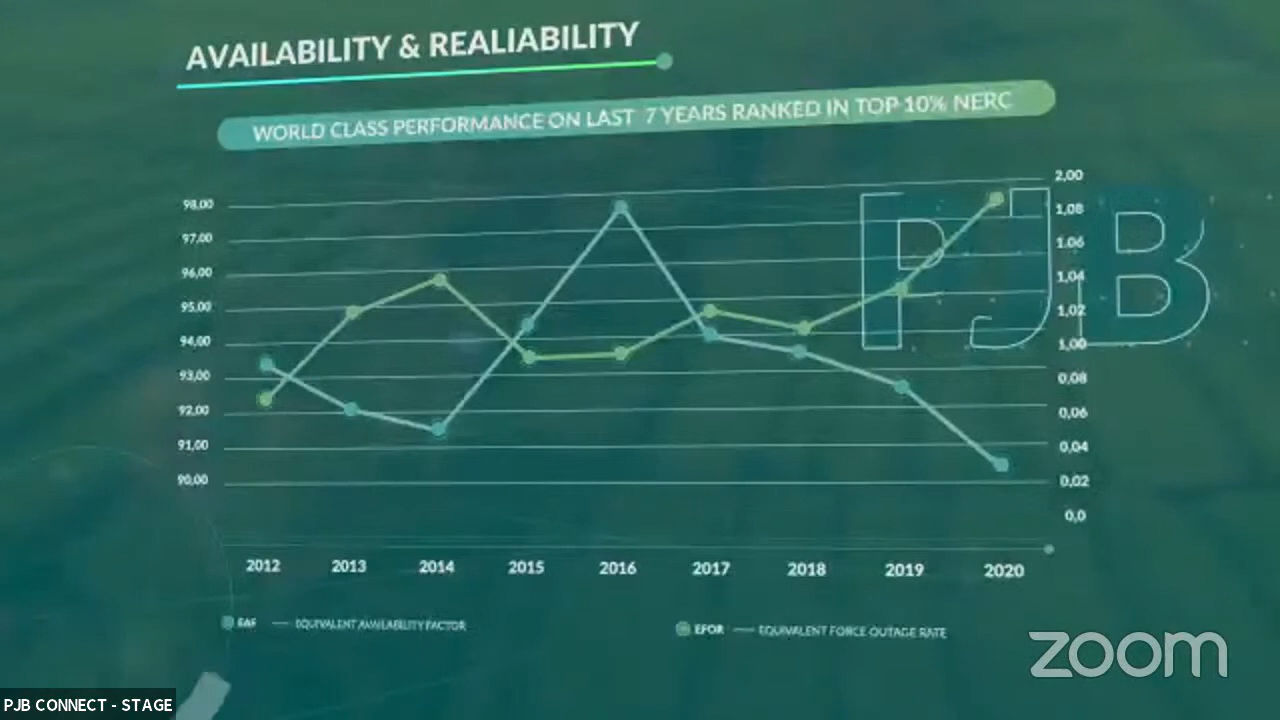 AVAILABILITY & REALIABILITY
WORLD CLASS PERFORMANCE ON LAST 7 YEARS RANKED IN TOP 10% NERC
98,00
97,00
96,00
95,00
94,00
93,00
92,00
91,00
90,00
2,00
1,08
1,06
1,04
1,02
1,00
0,08
0,06
0,04
0,02
0,0
PJB
2012 2013 2014 2015 2016 2017 2018 2019 2020
EAF EQUIVALENT AVAILABILITY FACTOR
EFOR EQUIVALENT FORCE OUTAGE RATE
zoom
PJB CONNECT - STAGE